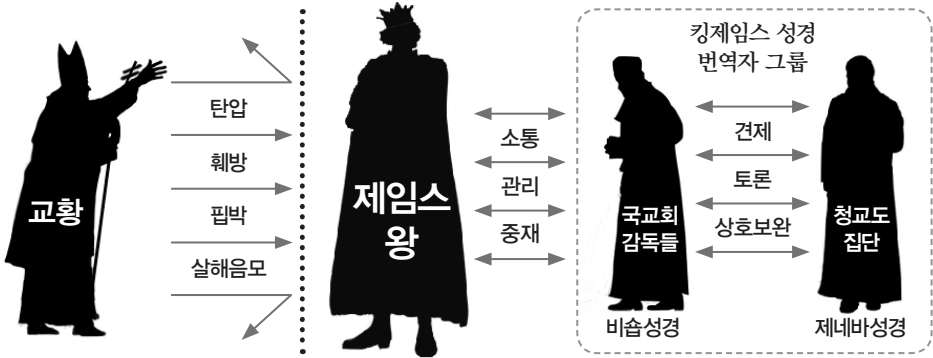 킹제임스 성경
번역자 그룹
탄압
훼방
핍박
살해음모
교황
제임스
왕
소통
관리
중재
견제
토론
상호보완
국교회
감독들
청교도
집단
비숍성경
제네바성경